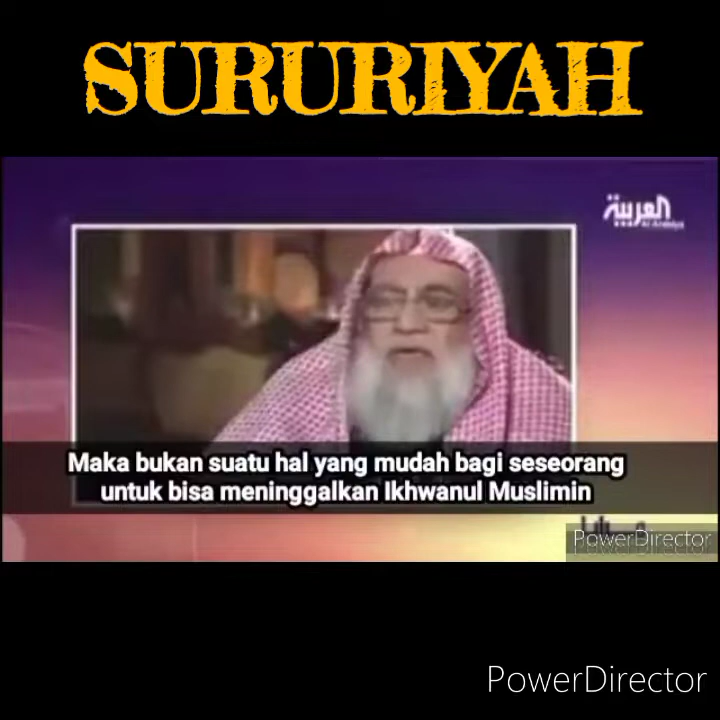 SURURIYAH
العربية
Al Arabiya
Maka bukan suatu hal yang mudah bagi seseorang
untuk bisa meninggalkan Ikhwanul Muslimin
PowerDirector
PowerDirector